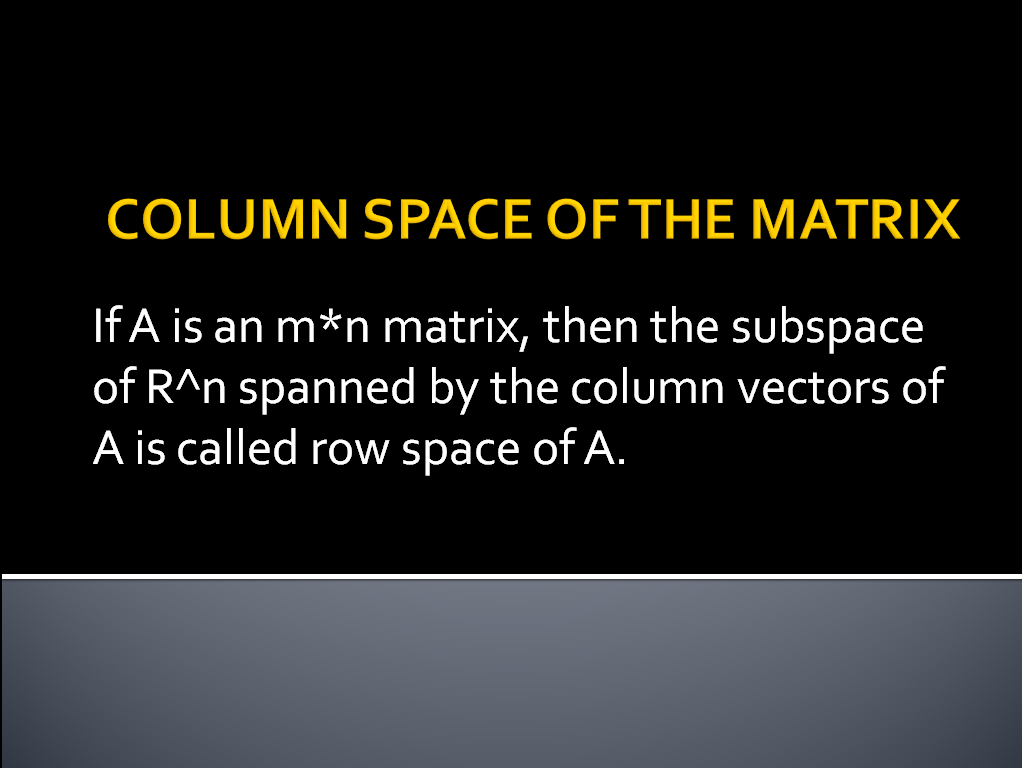 COLUMN SPACE OF THE MATRIX
If A is an m*n matrix, then the subspace
of R^n spanned by the column vectors of
A is called row space of A.